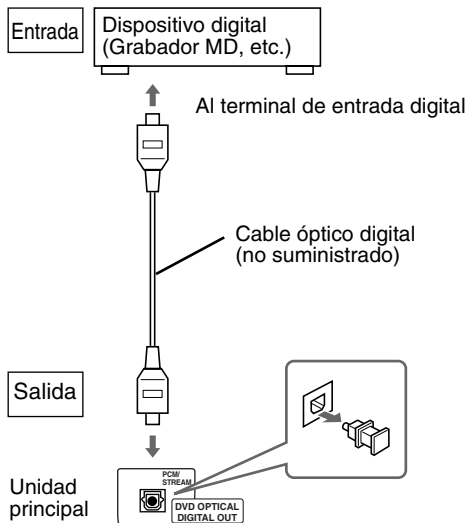 Entrada
Dispositivo digital
(Grabador MD, etc.)
Al terminal de entrada digital
Cable óptico digital
(no suministrado)
Salida
Unidad
principal
PCM/
STREAM
DVD OPTICAL
DIGITAL OUT